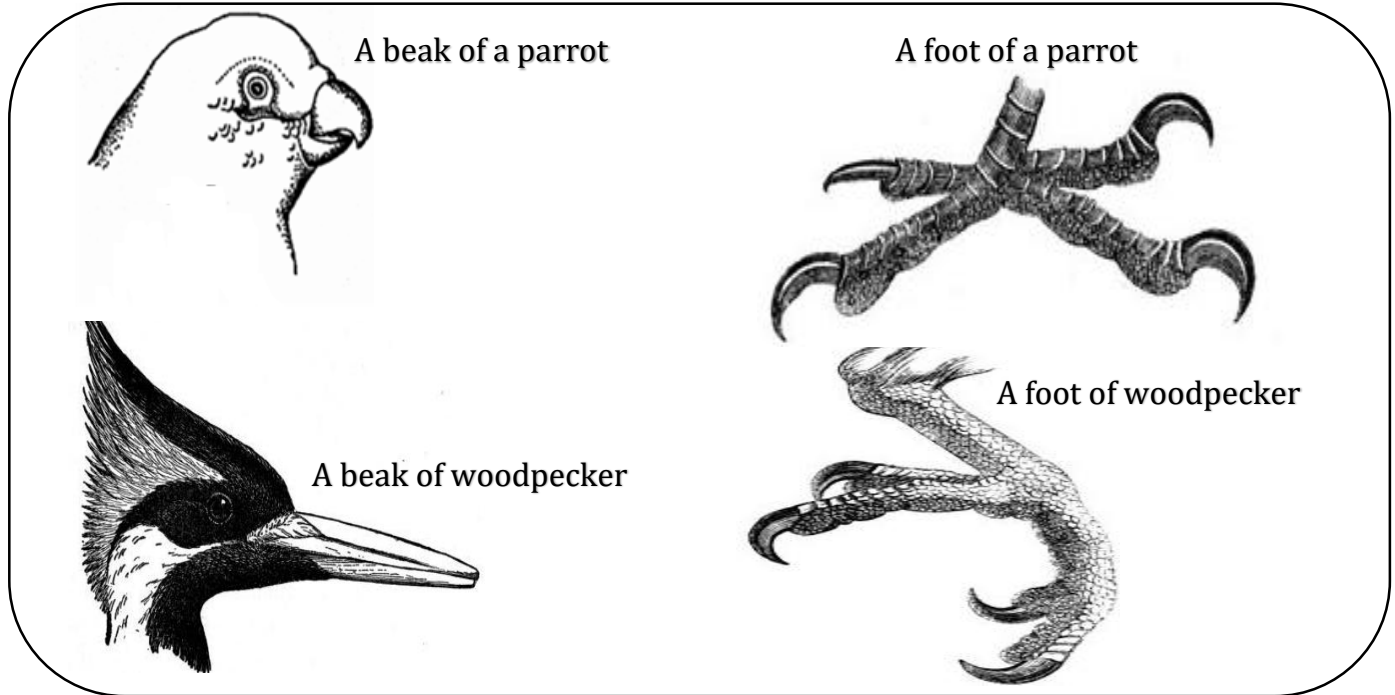 A beak of a parrot
A foot of a parrot
A foot of woodpecker
A beak of woodpecker